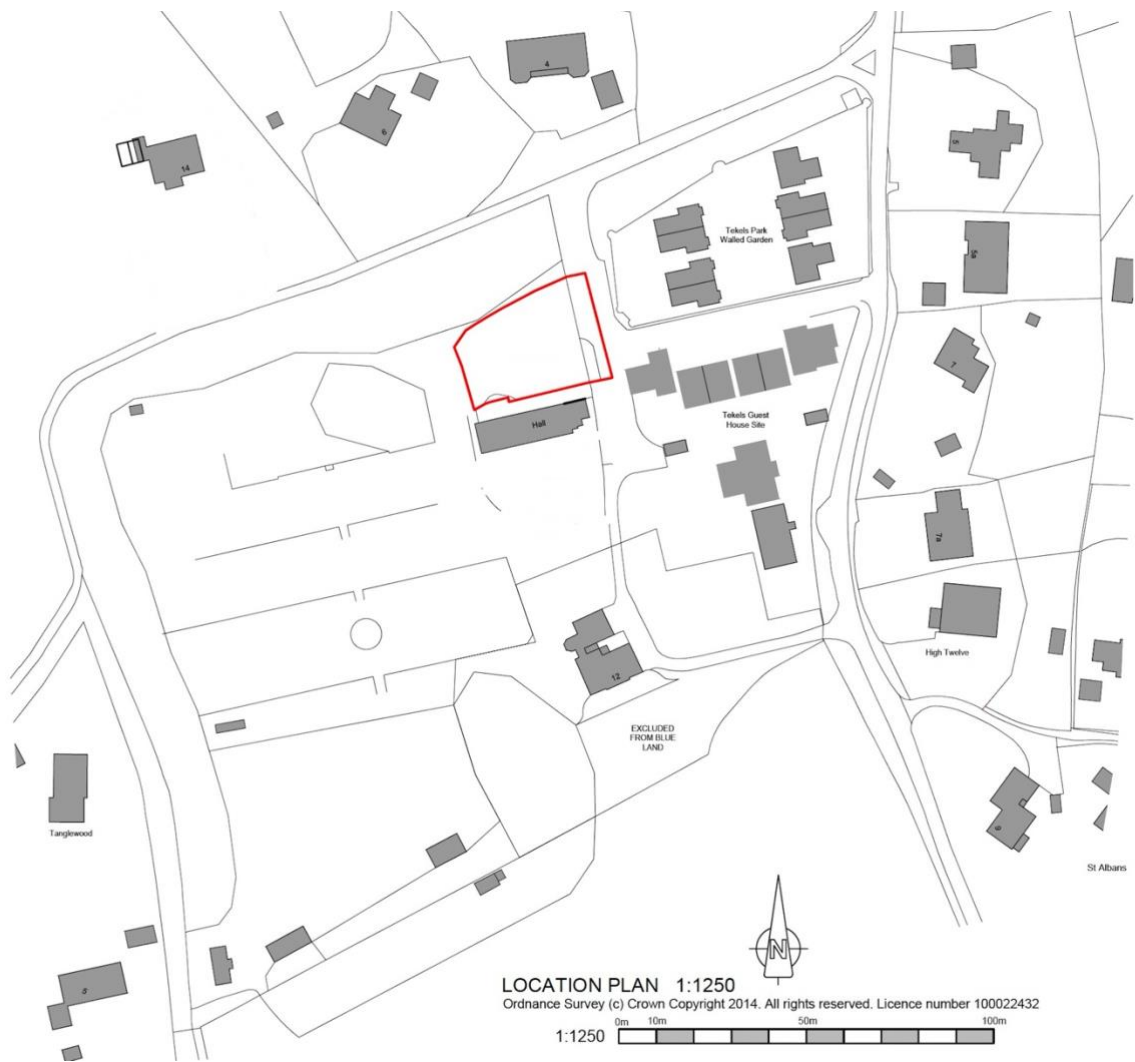 4
6
14
5
5a
Tekels Park
Walled Garden
7
Hall
Tekels Guest
House Site
7a
High Twelve
12
EXCLUDED
FROM BLUE
LAND
Tanglewood
9
St Albans
N
LOCATION PLAN 1:1250
Ordnance Survey (c) Crown Copyright 2014. All rights reserved. Licence number 100022432
0m 10m 50m 100m
1:1250